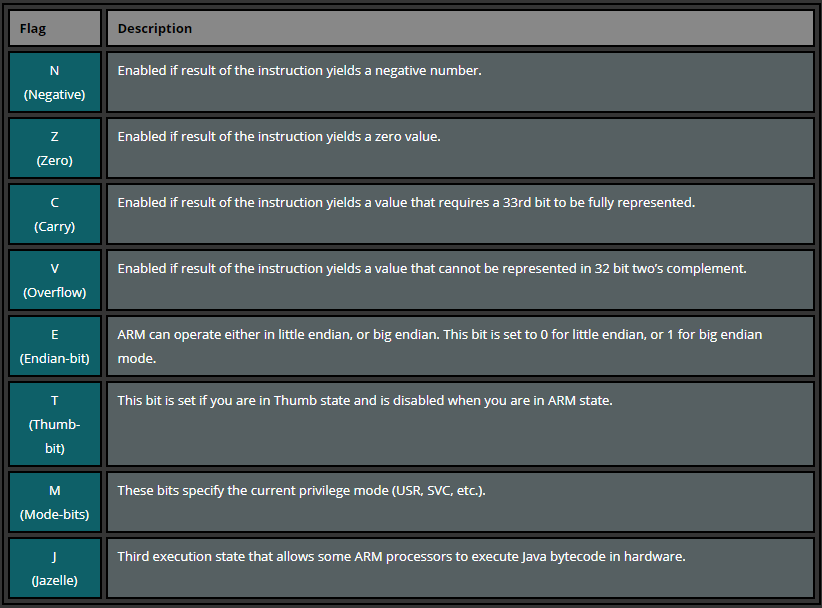 Flag Description
N
(Negative)
Enabled if result of the instruction yields a negative number.
Z
(Zero)
Enabled if result of the instruction yields a zero value.
C
(Carry)
Enabled if result of the instruction yields a value that requires a 33rd bit to be fully represented.
V
(Overflow)
Enabled if result of the instruction yields a value that cannot be represented in 32 bit two’s complement.
E
(Endian-bit)
ARM can operate either in little endian, or big endian. This bit is set to 0 for little endian, or 1 for big endian
mode.
T
(Thumb-
bit)
This bit is set if you are in Thumb state and is disabled when you are in ARM state.
M
(Mode-bits)
These bits specify the current privilege mode (USR, SVC, etc.).
J
(Jazelle)
Third execution state that allows some ARM processors to execute Java bytecode in hardware.